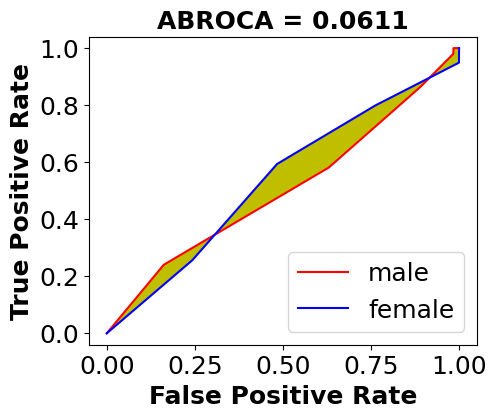 ABROCA = 0.0611
True Positive Rate
1.0
0.8
0.6
0.4
0.2
0.0
male
female
0.00 0.25 0.50 0.75 1.00
False Positive Rate